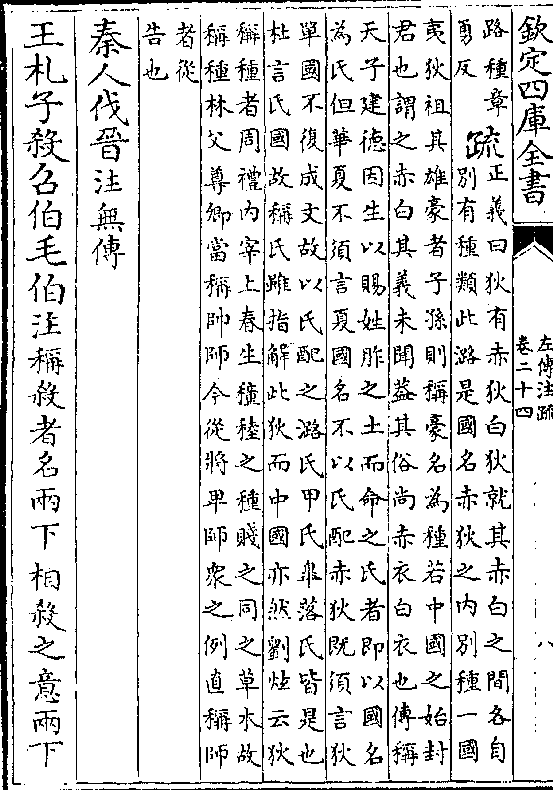 欽定四庫全書
左傳注疏
卷二十四
八
路種章
勇反
疏
正義曰狄有赤狄白狄就其赤白之間各自
別有種類此潞是國名赤狄之内別種一國
夷狄祖其雄豪者子孫則稱豪名為種若中國之始封
君也謂之赤白其義未聞葢其俗尚赤衣白衣也傳稱
天子建德因生以賜姓胙之土而命之氏者即以國名
為氏但華夏不須言夏國名不以氏配赤狄既須言狄
單國不復成文故以氏配之潞氏甲氏皐落氏皆是也
杜言氏國故稱氏雖指解此狄而中國亦然劉炫云狄
稱種者周禮内宰上春生穜稑之種賤之同之草木故
稱種林父尊卿當稱帥師今從將卑師衆之例直稱師
者從
告也
秦人伐晉注無傳
王札子殺召伯毛伯注稱殺者名兩下相殺之意兩下